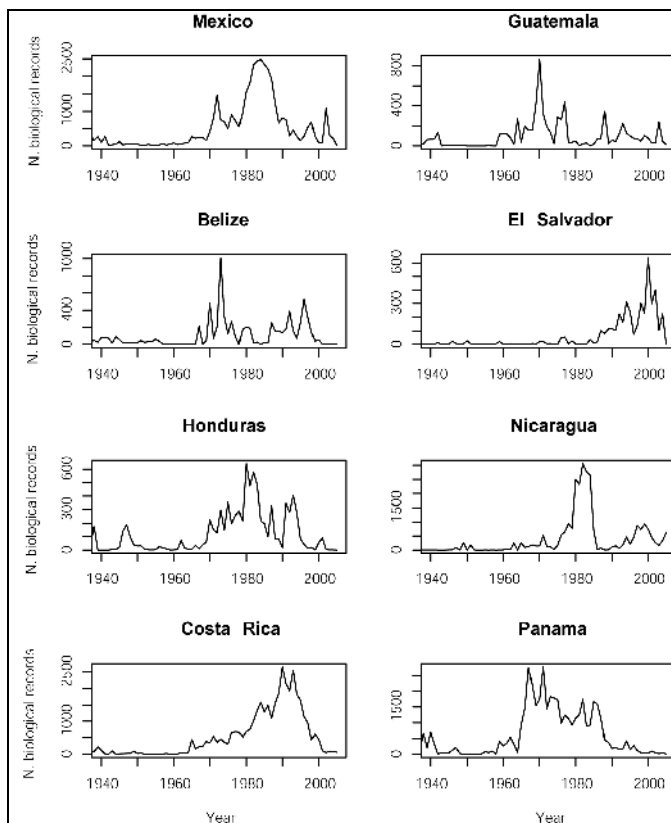 Mexico Guatemala
N. biological records
2500
1000
0
800
400
0
1940 1960 1980 2000 1940 1960 1980 2000
Belize El Salvador
N. biological records
1000
400
0
600
300
0
1940 1960 1980 2000 1940 1960 1980 2000
Honduras Nicaragua
N. biological records
600
300
0
1500
0
1940 1960 1980 2000 1940 1960 1980 2000
Costa Rica Panama
N. biological records
2500
1000
0
1500
0
1940 1960 1980 2000 1940 1960 1980 2000
Year Year